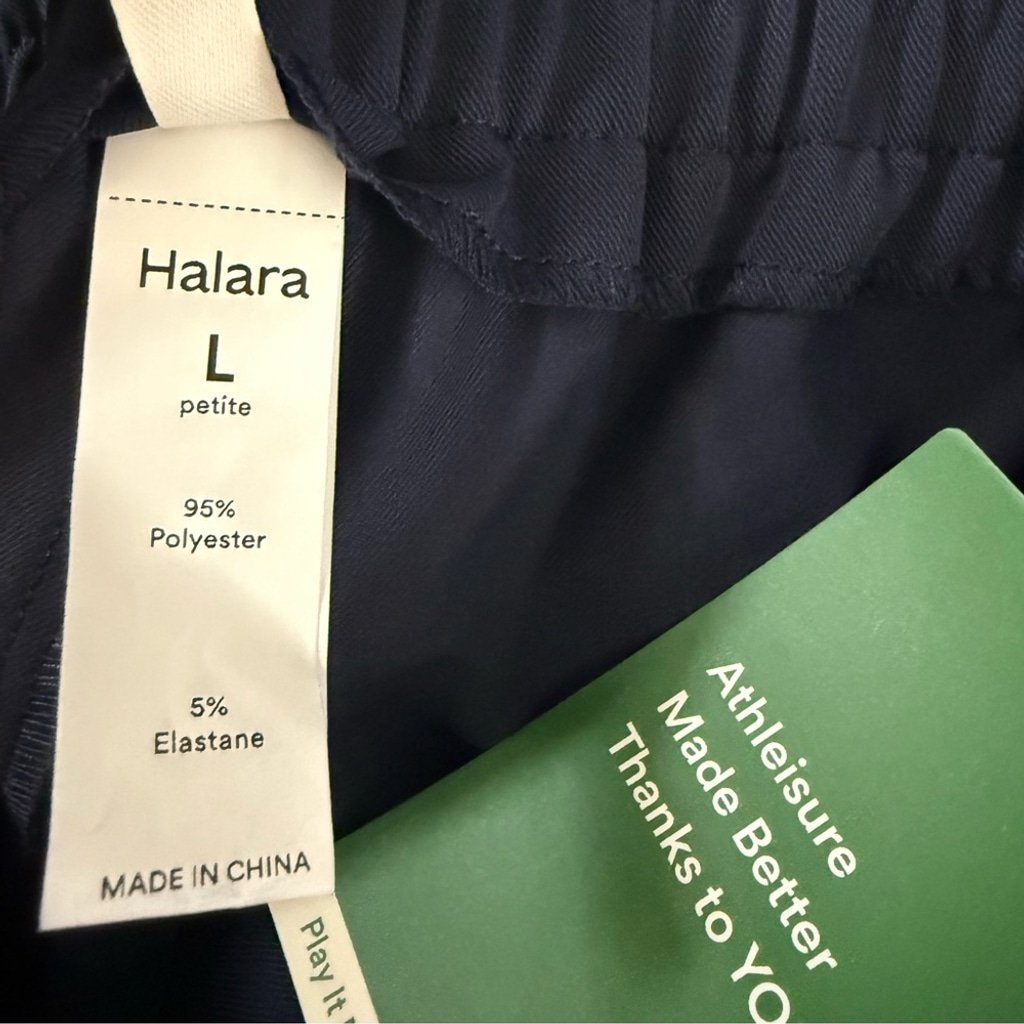 Halara
L
petite
95%
Polyester
5%
Elastane
MADE IN CHINA
Athleisure
Made Better
Thanks to
Play It